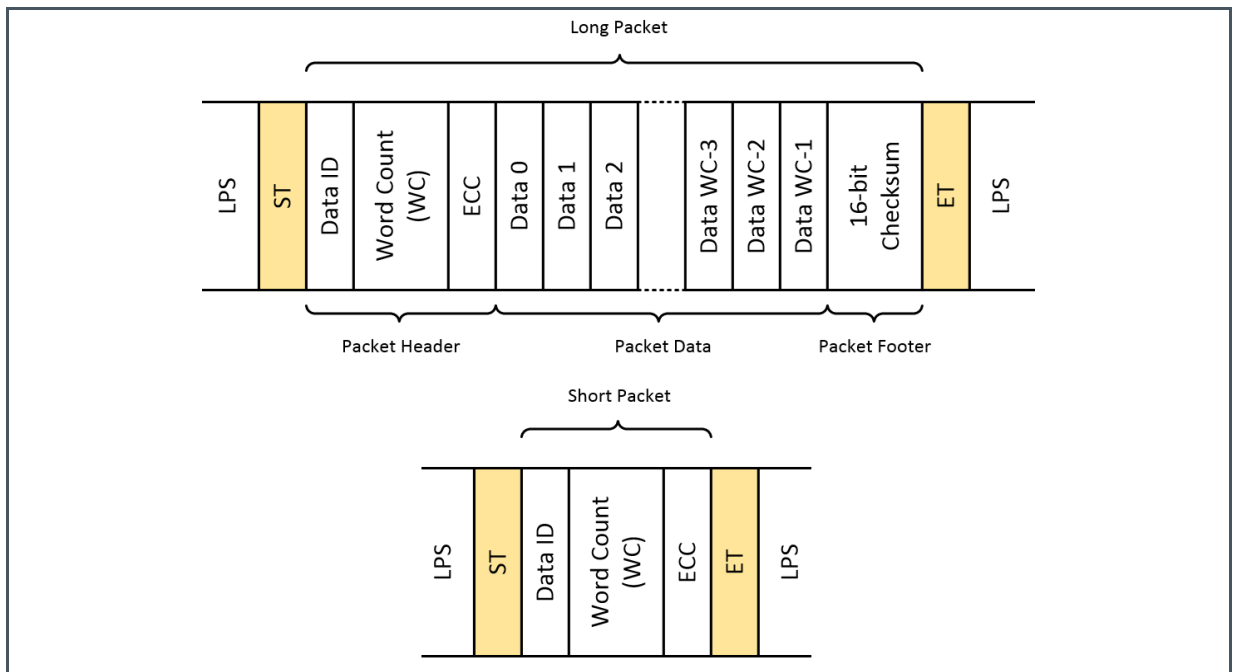 Long Packet
LPS
ST
Data ID
Word Count
(WC)
ECC
Data 0
Data 1
Data 2
Data WC-3
Data WC-2
Data WC-1
16-bit
Checksum
ET
LPS
Packet Header
Packet Data
Packet Footer
Short Packet
LPS
ST
Data ID
Word Count
(WC)
ECC
ET
LPS